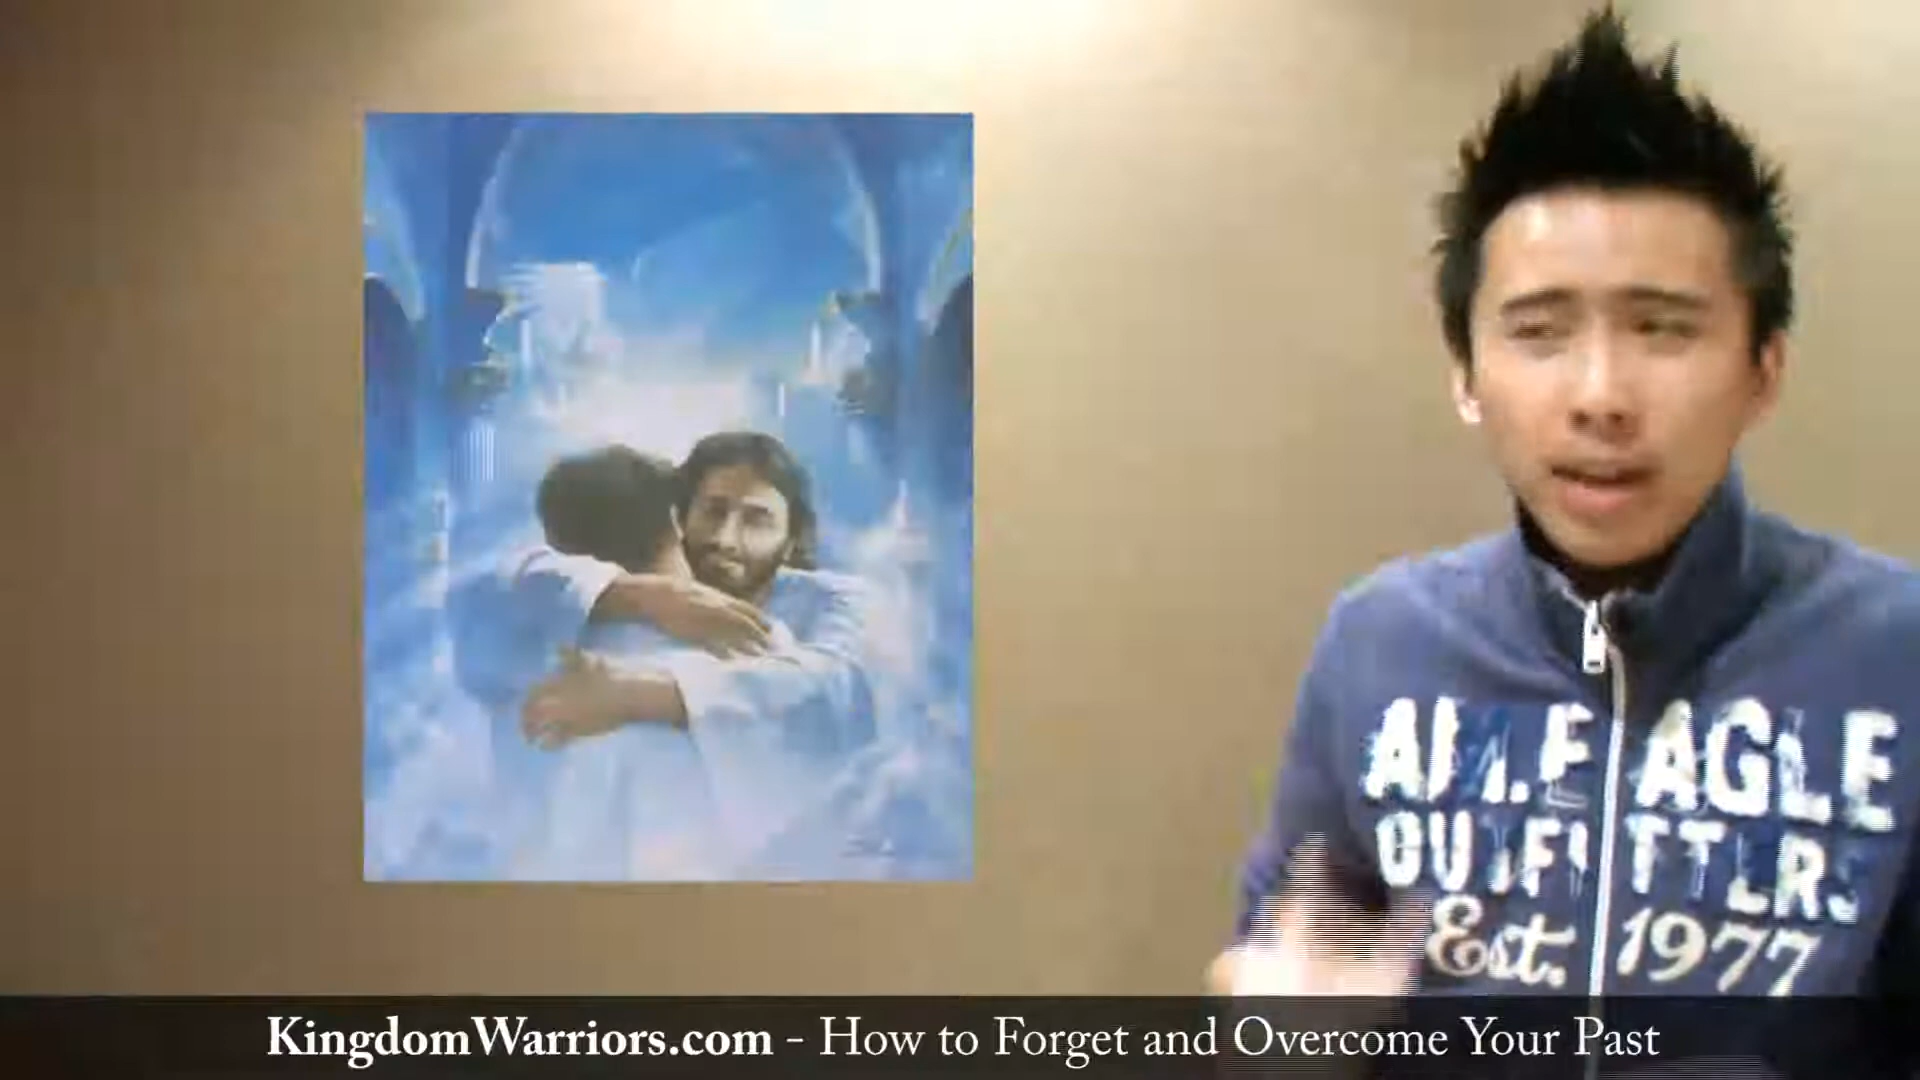 AM.EAGLE
OUTFITTERS
Est. 1977
KingdomWarriors.com - How to Forget and Overcome Your Past